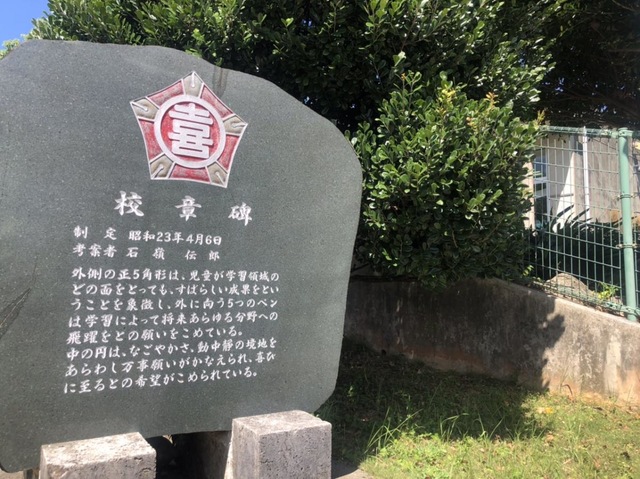 喜
校章碑
制定 昭和23年4月6日
考案者 石嶺 伝郎
外側の正5角形は、児童が学習領域の
どの面をとっても、すばらしい成果をとい
うことを象徴し、外に向う5つのペン
は学習によって将来あらゆる分野への
飛躍をとの願いをこめている。
中の円は、なごやかさ、動中静の境地を
あらわし万事願いがかなえられ、喜び
に至るとの希望がこめられている。